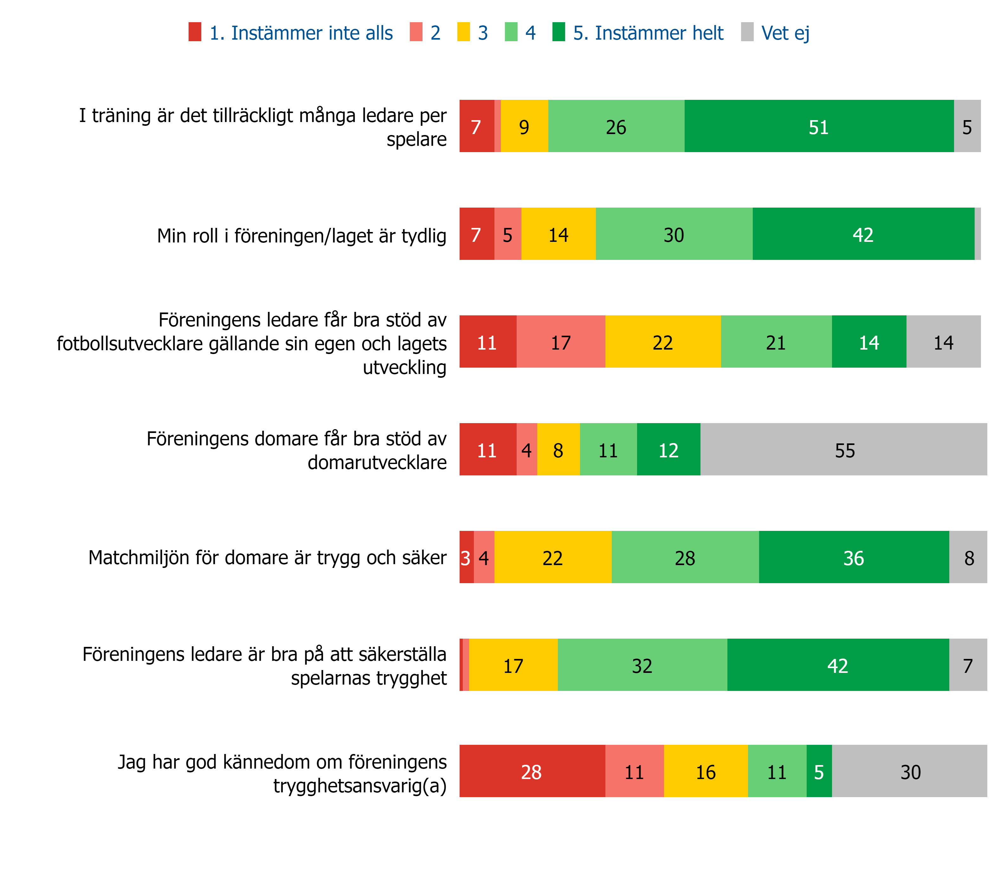 1. Instämmer inte alls 2 3 4 5. Instämmer helt Vet ej
I träning är det tillräckligt många ledare per
spelare
7 9 26 51 5
Min roll i föreningen/laget är tydlig
7 5 14 30 42
Föreningens ledare får bra stöd av
fotbollsutvecklare gällande sin egen och lagets
utveckling
11 17 22 21 14 14
Föreningens domare får bra stöd av
domarutvecklare
11 4 8 11 12 55
Matchmiljön för domare är trygg och säker
3 4 22 28 36 8
Föreningens ledare är bra på att säkerställa
spelarnas trygghet
17 32 42 7
Jag har god kännedom om föreningens
trygghetsansvarig(a)
28 11 16 11 5 30